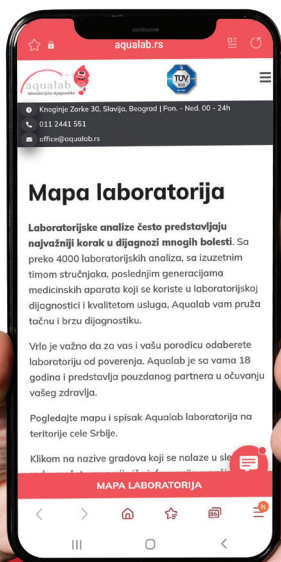 aqualab.rs
aqualab
laboratorijska dijagnostika
TÜV
Knoginje Zorke 30, Slavija, Beograd | Pon. - Ned. 00 - 24h
011 2441 551
office@aqualab.rs
Mapa laboratorija
Laboratorijske analize često predstavljaju
najvažniji korak u dijagnozi mnogih bolesti. Sa
preko 4000 laboratorijskih analiza, sa izuzetnim
timom stručnjaka, poslednjim generacijama
medicinskih aparata koji se koriste u laboratorijskoj
dijagnostici i kvalitetom usluga, Aqualab vam pruža
tačnu i brzu dijagnostiku.
Vrlo je važno da za vas i vašu porodicu odaberete
laboratoriju od poverenja. Aqualab je sa vama 18
godina i predstavlja pouzdanog partnera u očuvanju
vašeg zdravlja.
Pogledajte mapu i spisak Aqualab laboratorija na
teritorije cele Srbije.
Klikom na nazive gradova koji se nalaze u
MAPA LABORATORIJA
86
N